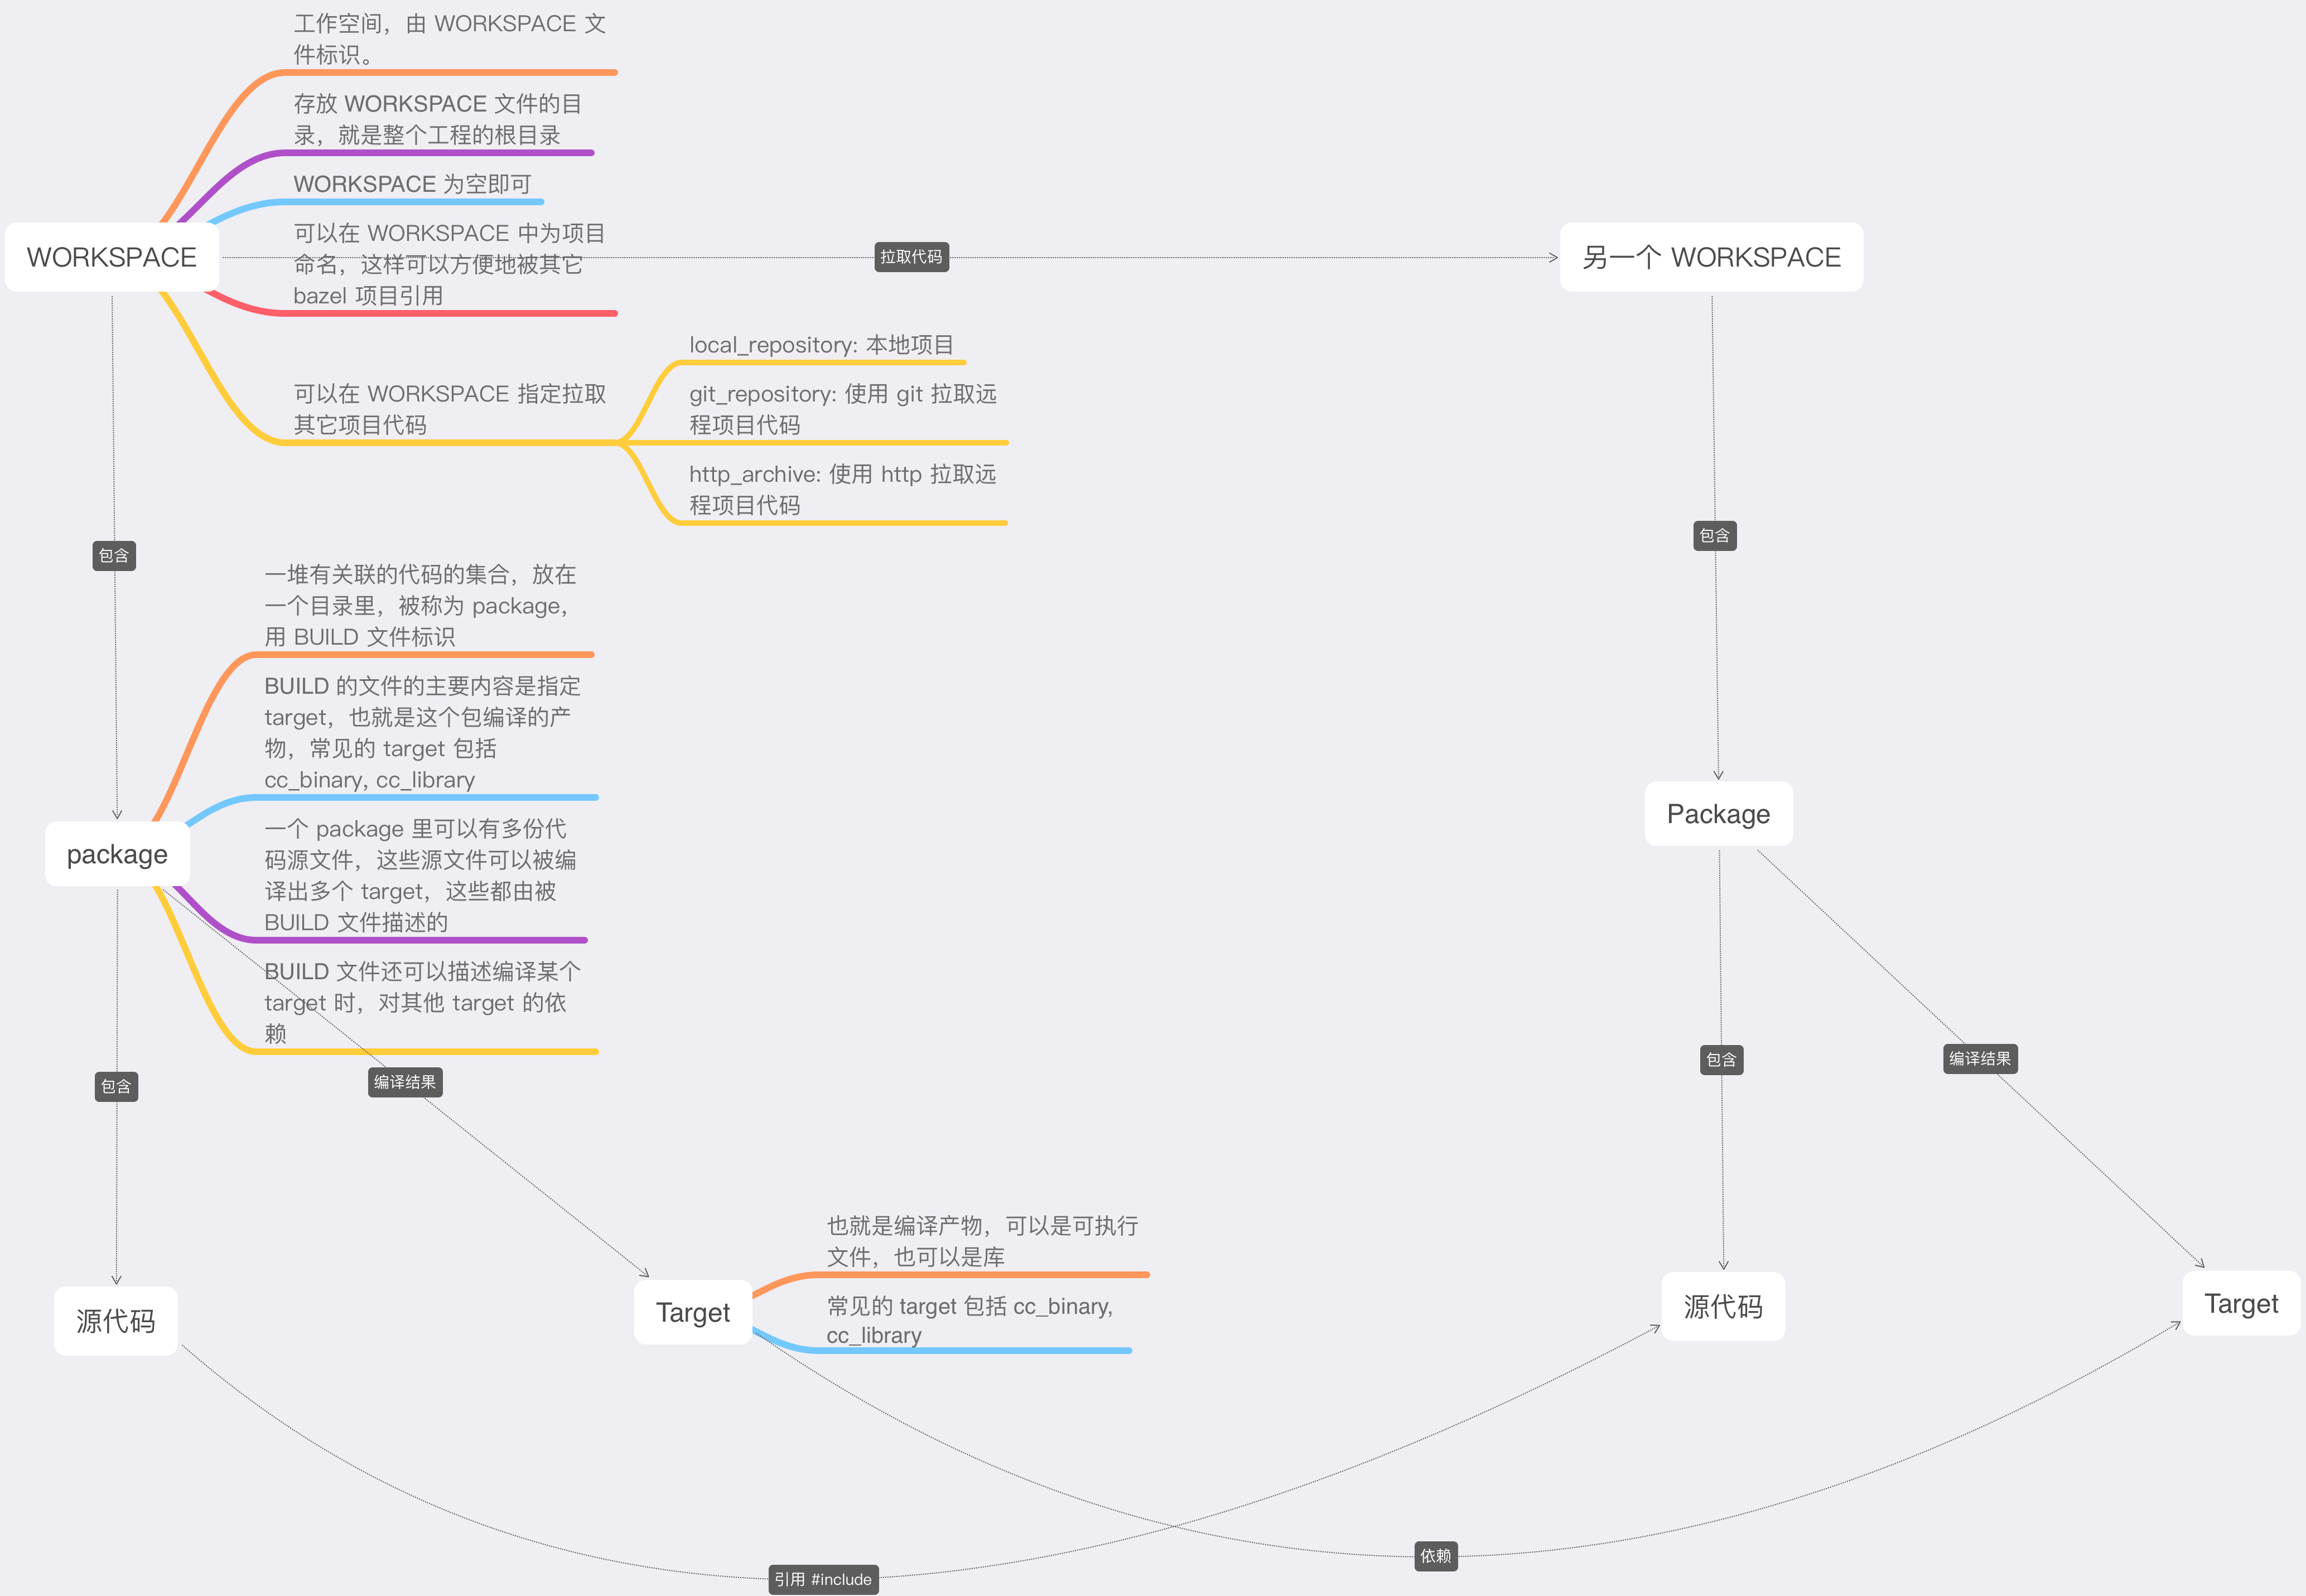 工作空间，由 WORKSPACE 文
件标识。
存放 WORKSPACE 文件的目
录，就是整个工程的根目录
WORKSPACE 为空即可
WORKSPACE
可以在 WORKSPACE 中为项目
命名，这样可以方便地被其它
bazel 项目引用
拉取代码
另一个 WORKSPACE
可以在 WORKSPACE 指定拉取
其它项目代码
local_repository: 本地项目
git_repository: 使用 git 拉取远
程项目代码
http_archive: 使用 http 拉取远
程项目代码
包含
包含
一堆有关联的代码的集合，放在
一个目录里，被称为 package，
用 BUILD 文件标识
BUILD 的文件的主要内容是指定
target，也就是这个包编译的产
物，常见的 target 包括
cc_binary, cc_library
package
一个 package 里可以有多份代
码源文件，这些源文件可以被编
译出多个 target，这些都由被
BUILD 文件描述的
BUILD 文件还可以描述编译某个
target 时，对其他 target 的依
赖
Package
包含
编译结果
包含
编译结果
源代码
Target
也就是编译产物，可以是可执行
文件，也可以是库
常见的 target 包括 cc_binary,
cc_library
源代码
Target
依赖
引用 #include